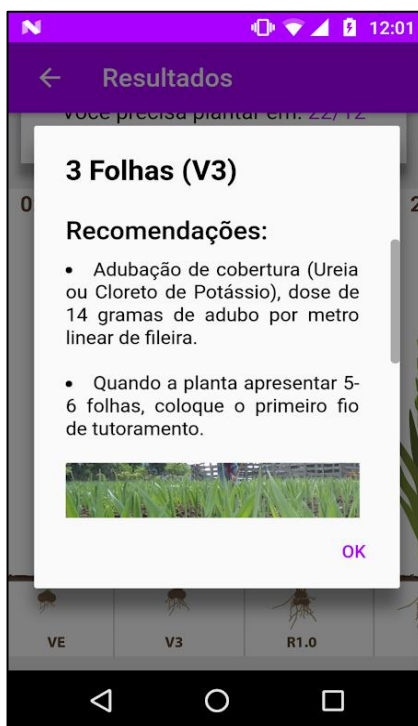 12:01
Resultados
Você precisa plantar em: 22/12
3 Folhas (V3)
Recomendações:
• Adubação de cobertura (Ureia
ou Cloreto de Potássio), dose de
14 gramas de adubo por metro
linear de fileira.
• Quando a planta apresentar 5-
6 folhas, coloque o primeiro fio
de tutoramento.
OK
VE
V3
R1.0